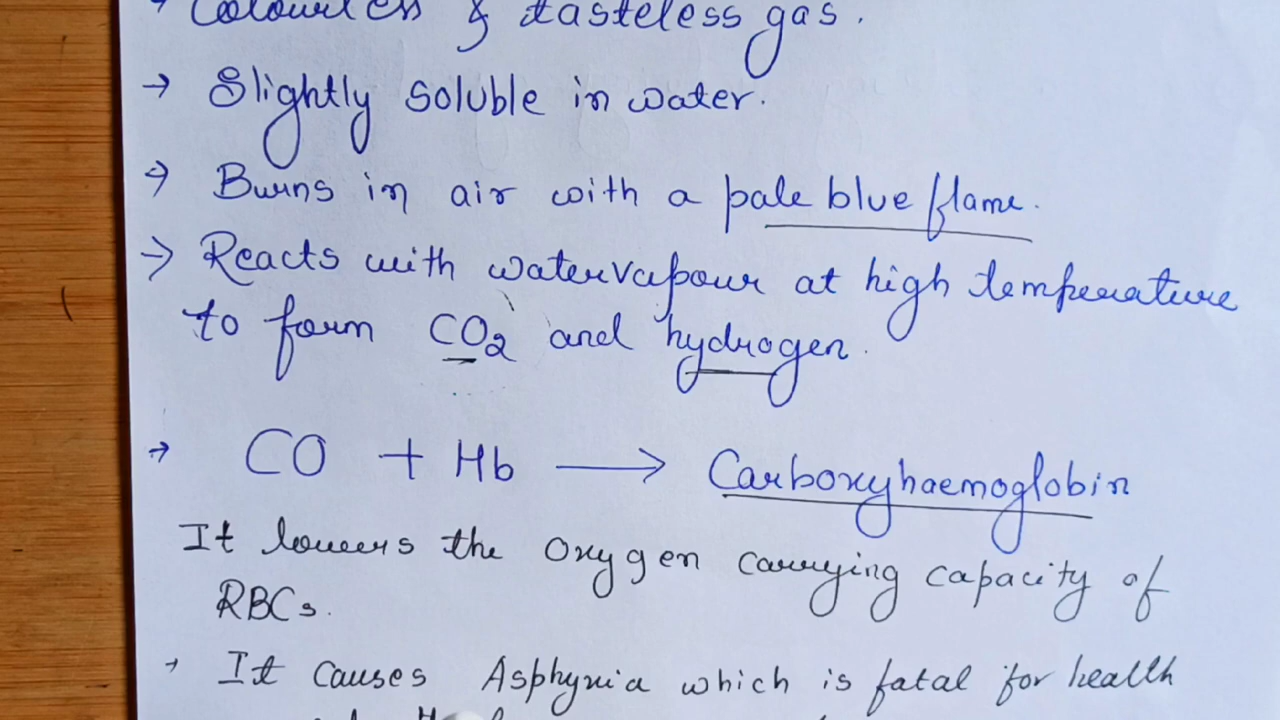 → Colourless & tasteless gas.
→ Slightly soluble in water.
→ Burns in air with a pale blue flame.
→ Reacts with watervapour at high temperature
to form CO2 and hydrogen.
→ CO + Hb ⟶ Carboxyhaemoglobin
It lowers the oxygen carrying capacity of
RBCs.
→ It causes Asphyxia which is fatal for health